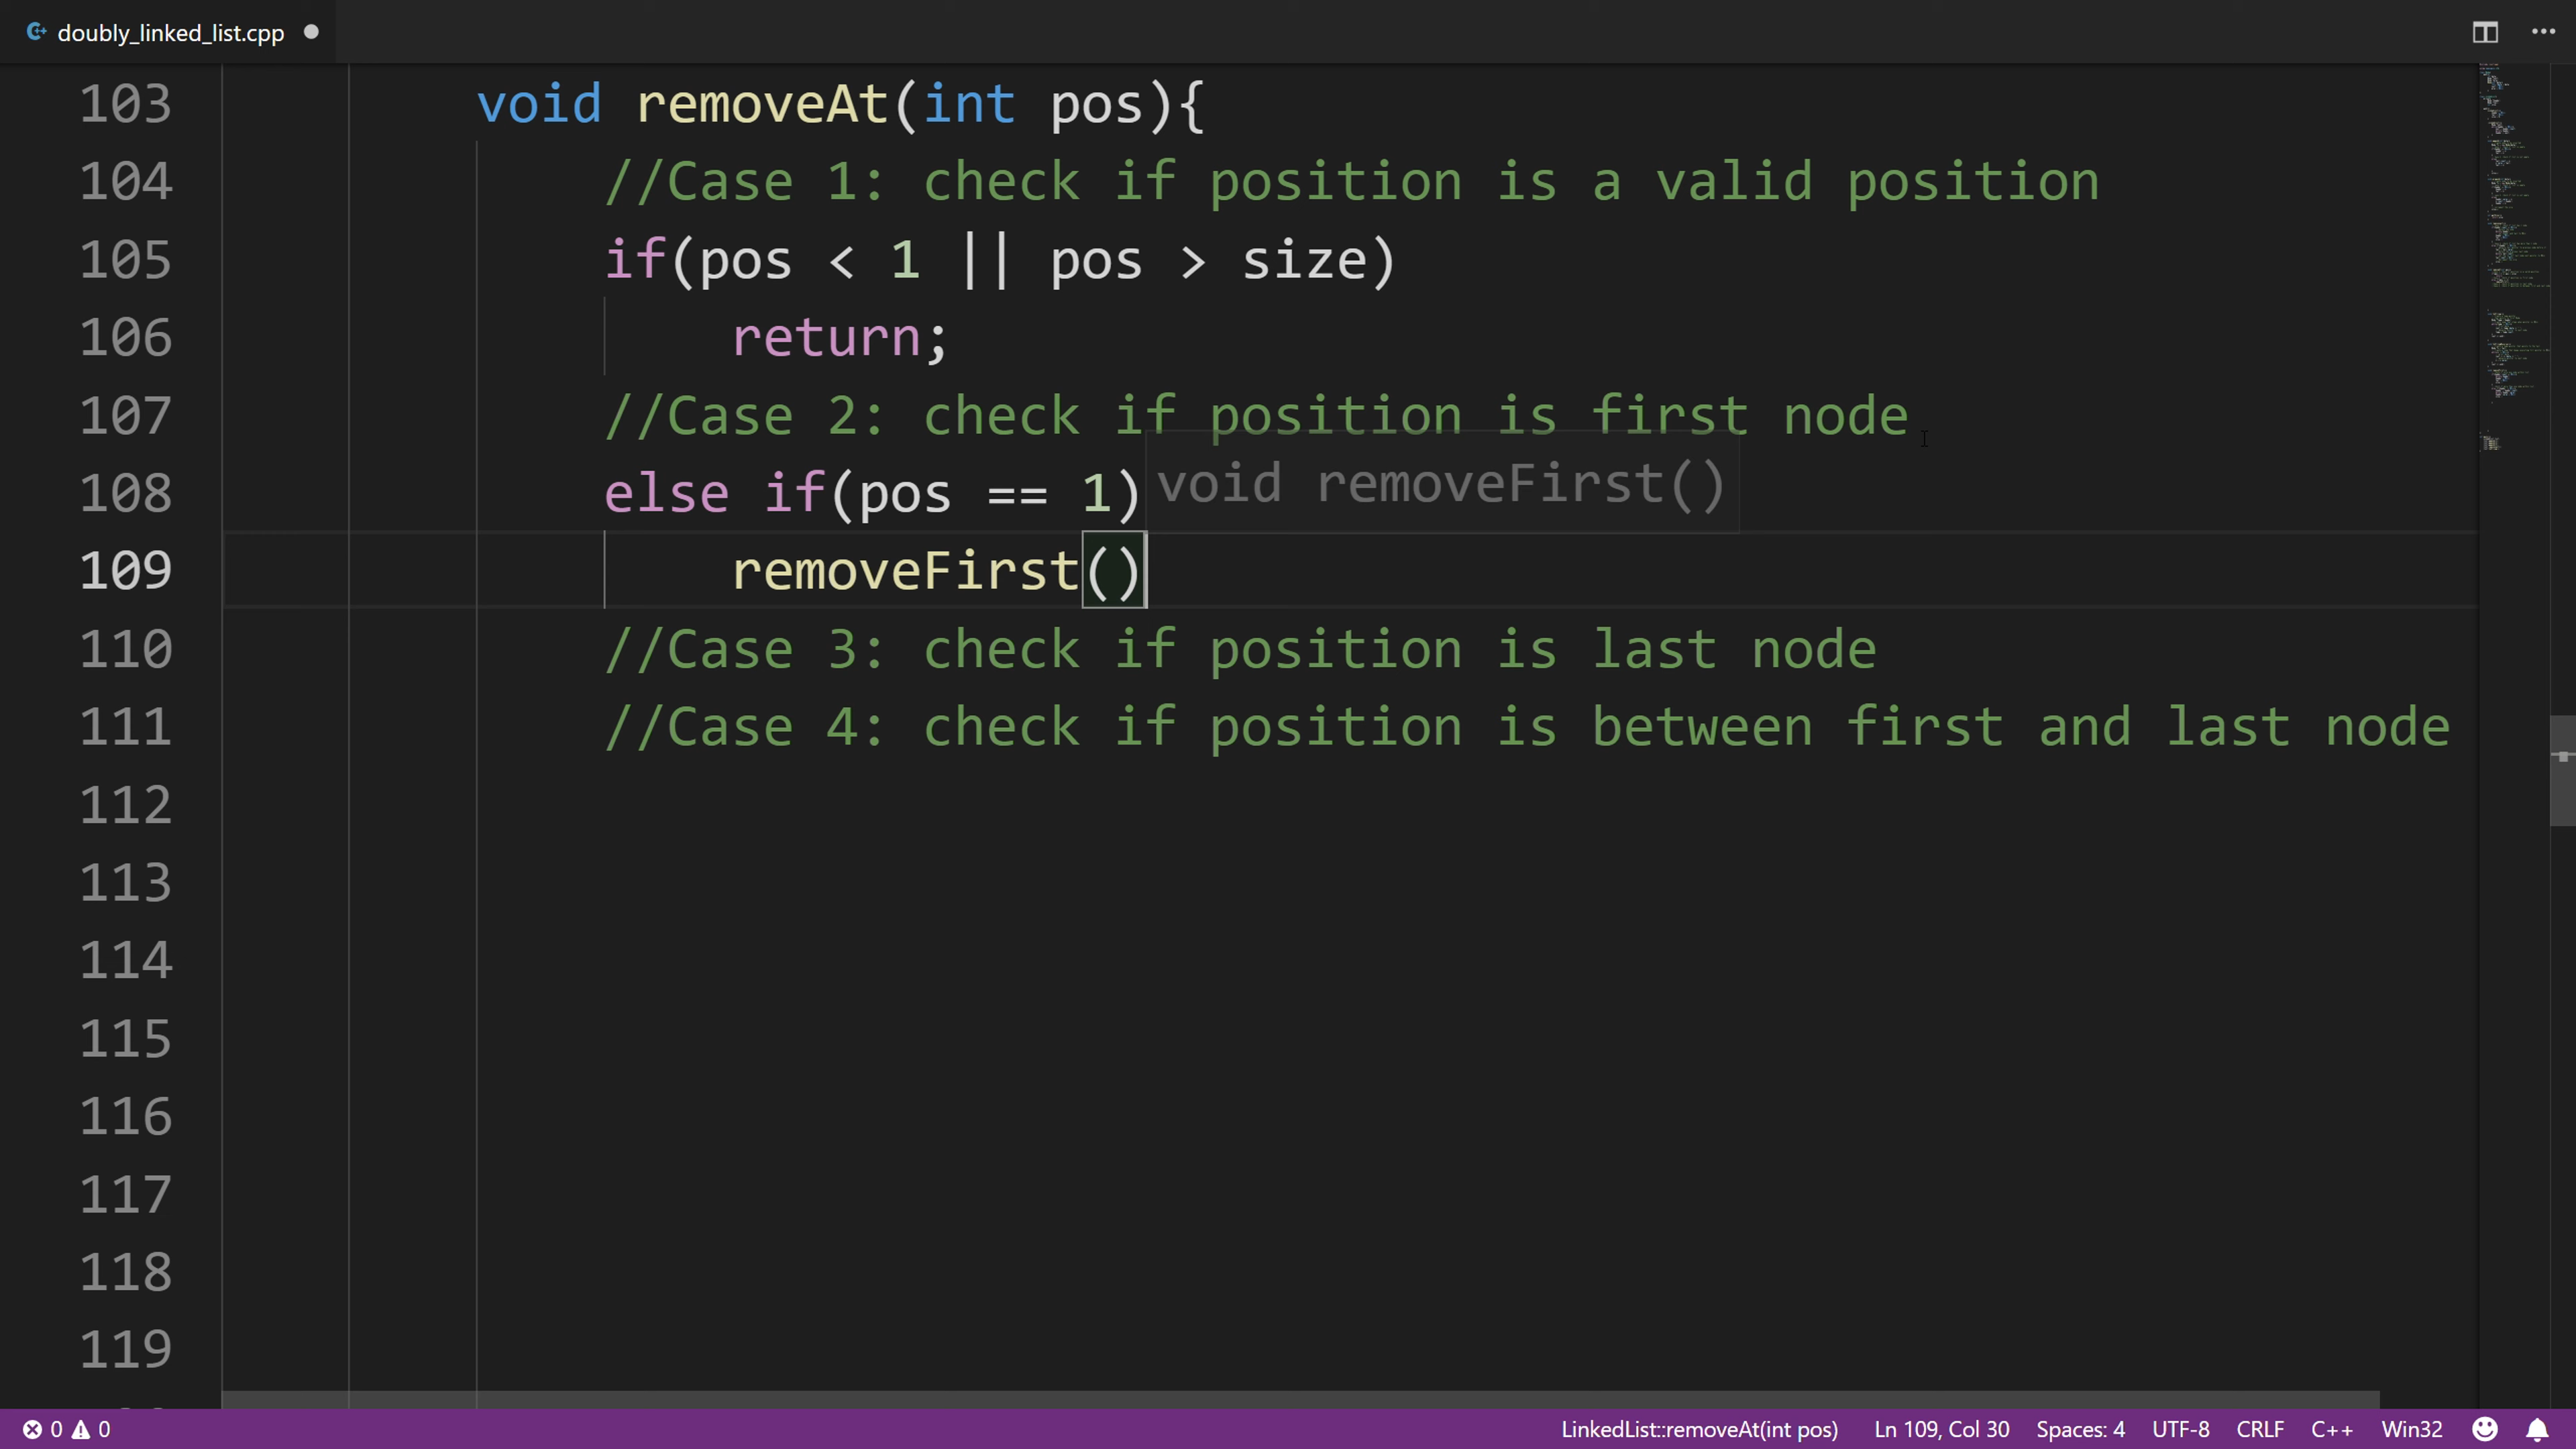 doubly_linked_list.cpp
103 void removeAt(int pos){
104 //Case 1: check if position is a valid position
105 if(pos < 1 || pos > size)
106 return;
107 //Case 2: check if position is first node
108 else if(pos == 1)
void removeFirst()
109 removeFirst()
110 //Case 3: check if position is last node
111 //Case 4: check if position is between first and last node
112
113
114
115
116
117
118
119
0 0 LinkedList::removeAt(int pos) Ln 109, Col 30 Spaces: 4 UTF-8 CRLF C++ Win32